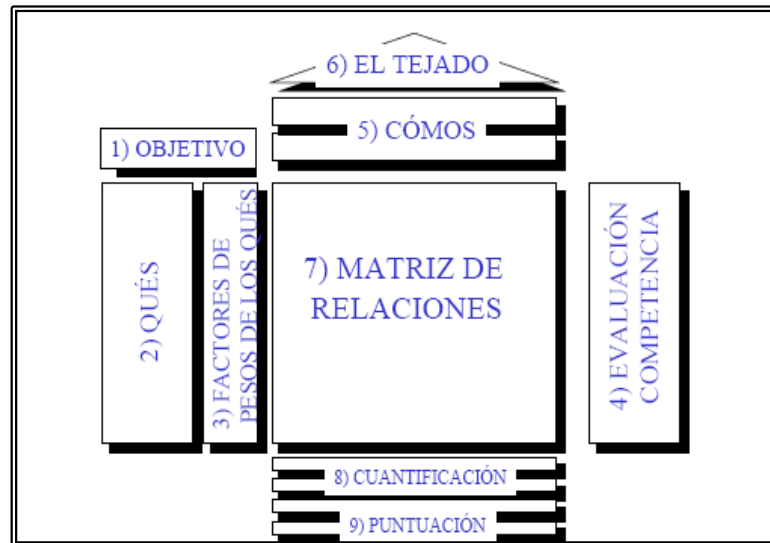 6) EL TEJADO
5) CÓMOS
1) OBJETIVO
2) QUÉS
3) FACTORES DE
PESOS DE LOS QUÉS
7) MATRIZ DE
RELACIONES
4) EVALUACIÓN
COMPETENCIA
8) CUANTIFICACIÓN
9) PUNTUACIÓN